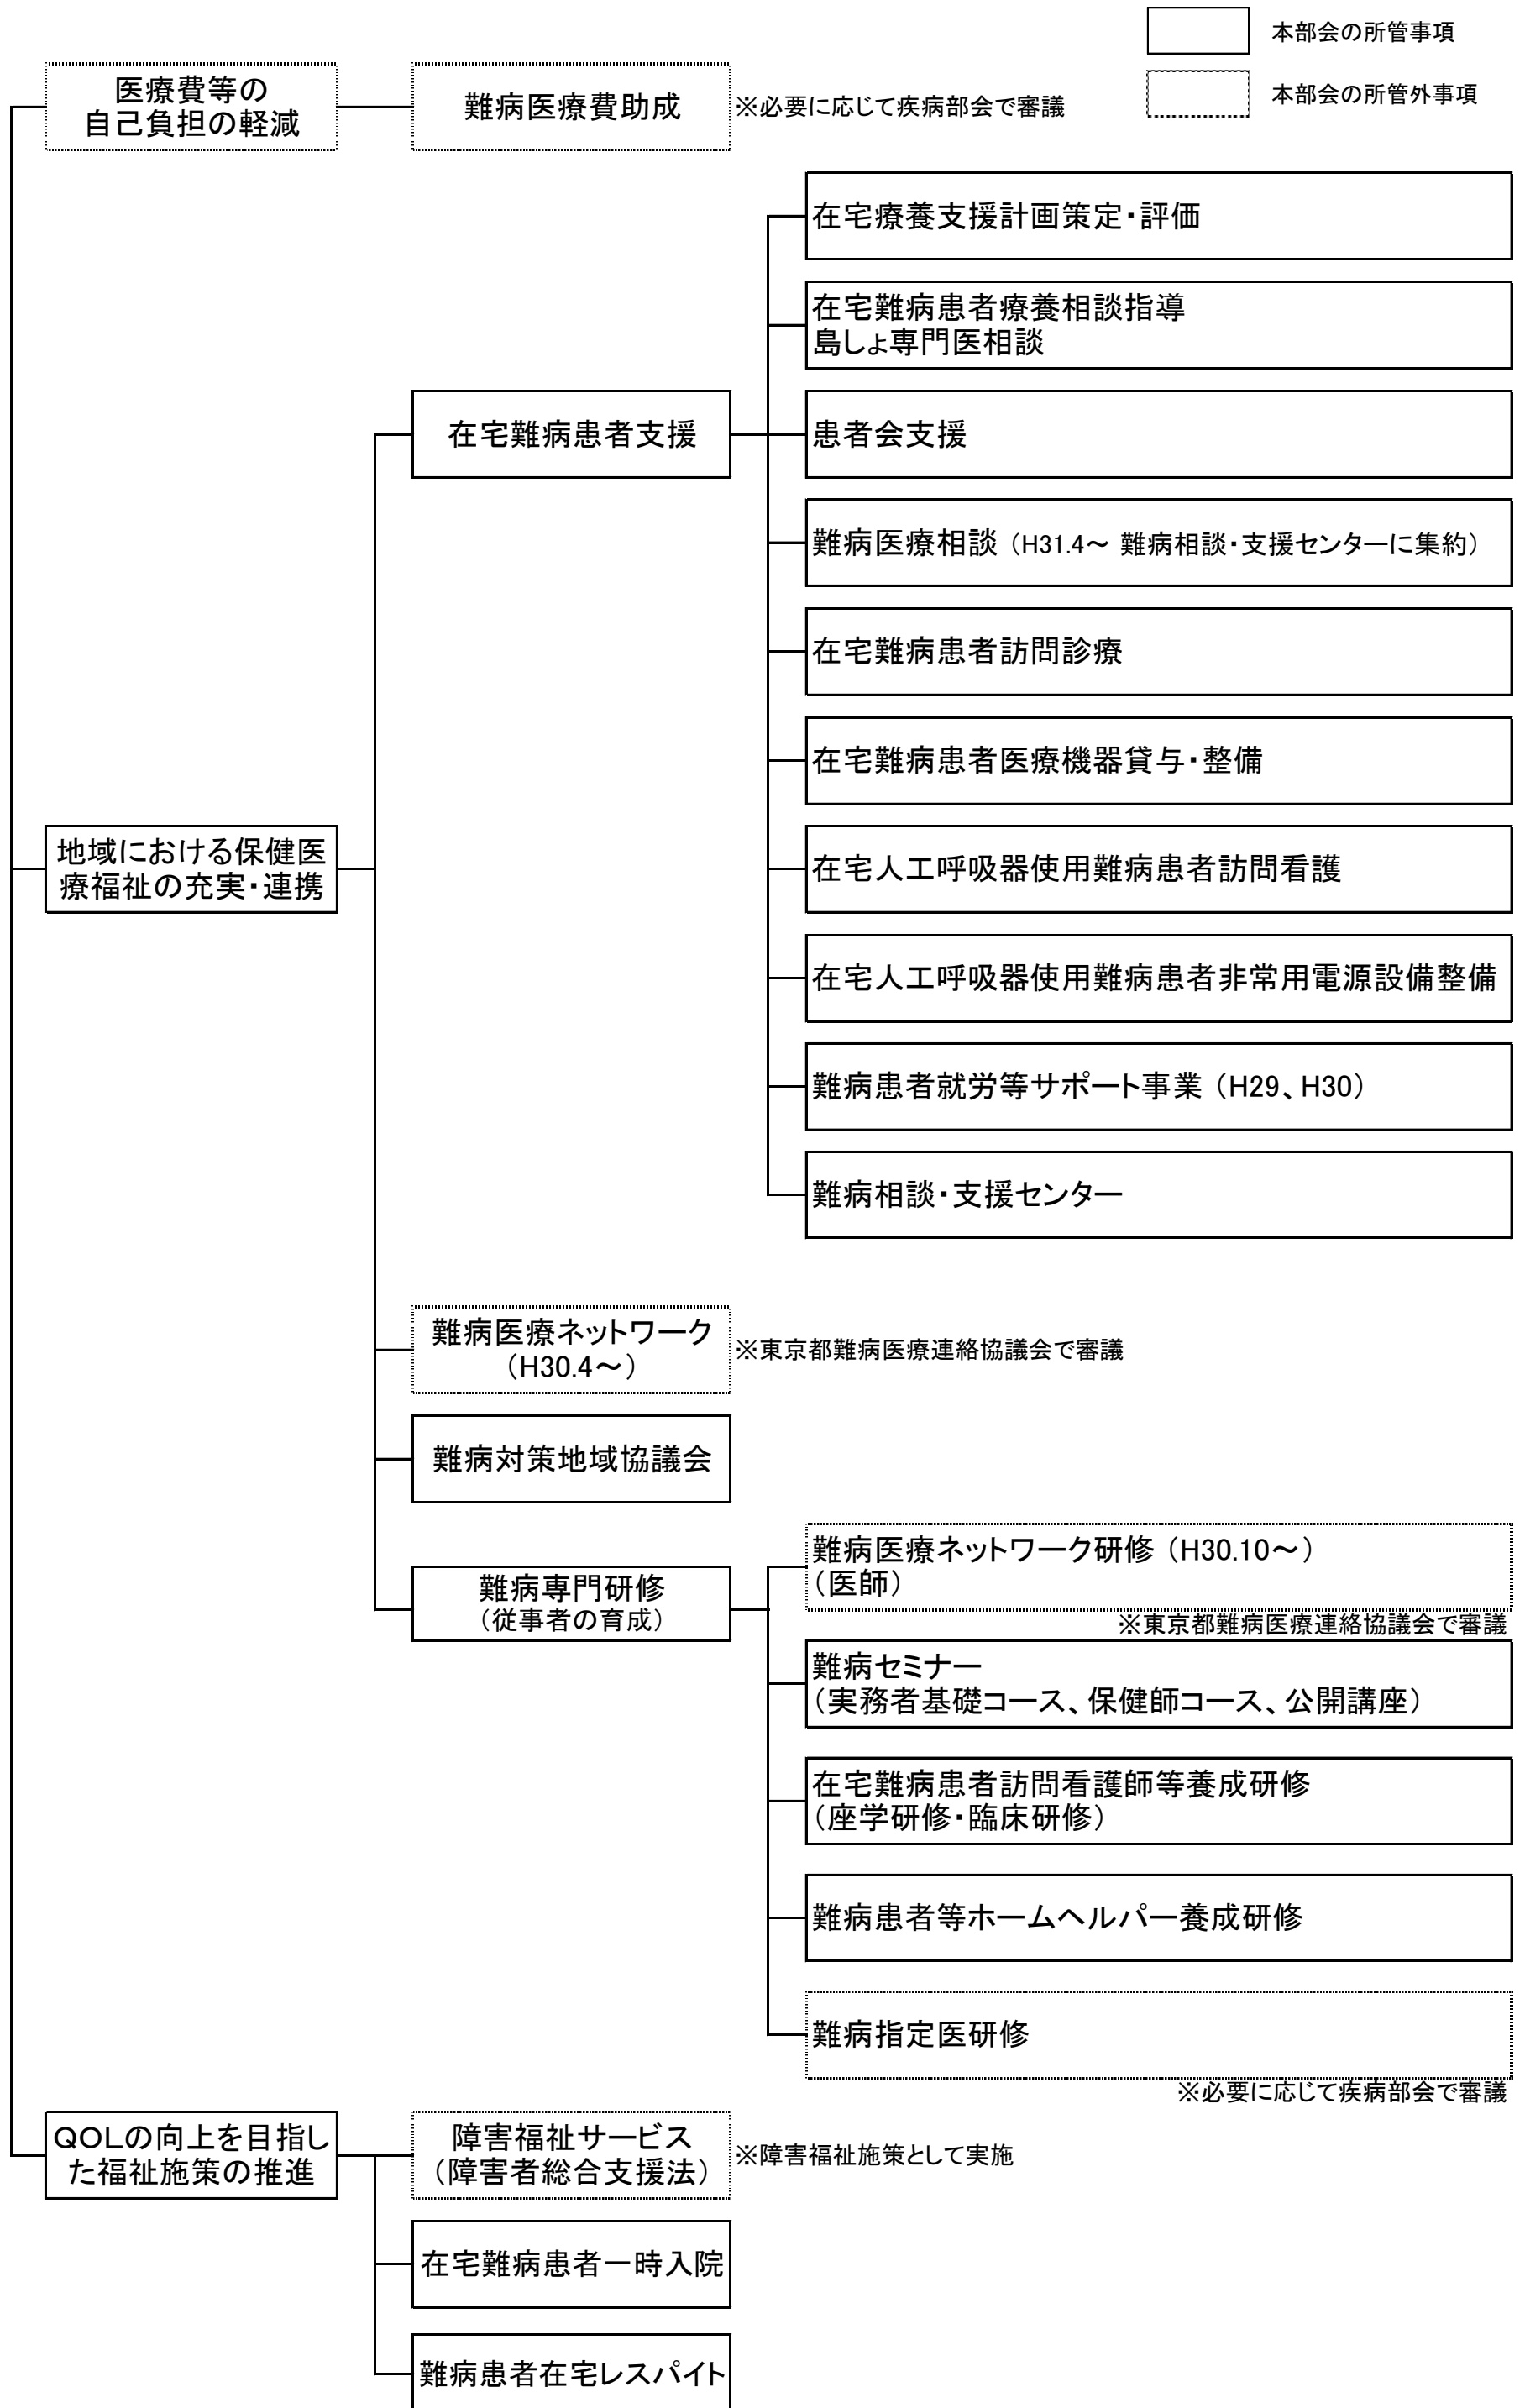 本部会の所管事項
本部会の所管外事項
医療費等の
自己負担の軽減
難病医療費助成
※必要に応じて疾病部会で審議
在宅療養支援計画策定・評価
在宅難病患者療養相談指導
島しょ専門医相談
在宅難病患者支援
患者会支援
難病医療相談（H31.4～ 難病相談・支援センターに集約）
在宅難病患者訪問診療
在宅難病患者医療機器貸与・整備
地域における保健医
療福祉の充実・連携
在宅人工呼吸器使用難病患者訪問看護
在宅人工呼吸器使用難病患者非常用電源設備整備
難病患者就労等サポート事業（H29、H30）
難病相談・支援センター
難病医療ネットワーク
（H30.4～）
※東京都難病医療連絡協議会で審議
難病対策地域協議会
難病専門研修
（従事者の育成）
難病医療ネットワーク研修（H30.10～）
（医師）
※東京都難病医療連絡協議会で審議
難病セミナー
（実務者基礎コース、保健師コース、公開講座）
在宅難病患者訪問看護師等養成研修
（座学研修・臨床研修）
難病患者等ホームヘルパー養成研修
難病指定医研修
※必要に応じて疾病部会で審議
QOLの向上を目指し
た福祉施策の推進
障害福祉サービス
（障害者総合支援法）
※障害福祉施策として実施
在宅難病患者一時入院
難病患者在宅レスパイト